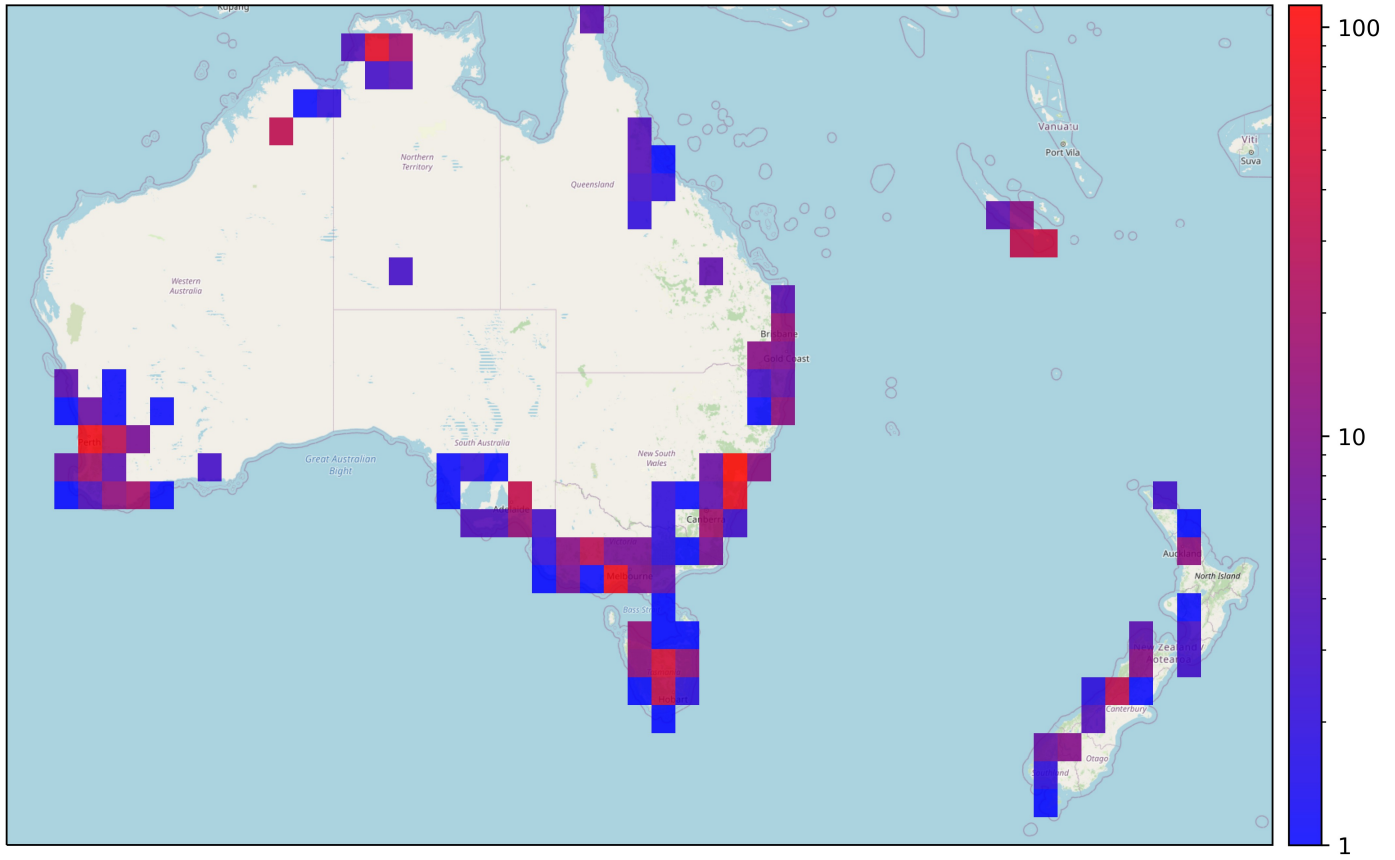 Kupang
100
Vanuatu
Port Vila
Viti
Suva
Northern
Territory
Queensland
Western
Australia
Brisbane
Gold Coast
10
Perth
South Australia
Great Australian
Bight
New South
Wales
Adelaide
Canberra
Victoria
Melbourne
Auckland
North Island
Bass Strait
New Zealand /
Aotearoa
Tasmania
Hobart
Canterbury
Otago
Southland
1